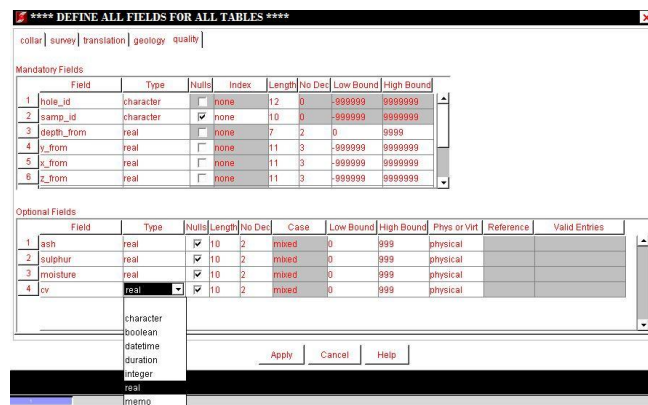 **** DEFINE ALL FIELDS FOR ALL TABLES ****
collar survey translation geology quality
Mandatory Fields
Field Type Nulls Index Length No Dec Low Bound High Bound
1 hole_id character none 12 0 -999999 9999999
2 samp_id character none 10 0 -999999 9999999
3 depth_from real none 7 2 0 9999
4 y_from real none 11 3 -999999 9999999
5 x_from real none 11 3 -999999 9999999
6 z_from real none 11 3 -999999 9999999
Optional Fields
Field Type Nulls Length No Dec Case Low Bound High Bound Phys or Virt Reference Valid Entries
1 ash real 10 2 mixed 0 999 physical
2 sulphur real 10 2 mixed 0 999 physical
3 moisture real 10 2 mixed 0 999 physical
4 cv real 10 2 mixed 0 999 physical
character
boolean
datetime
duration
integer
real
memo
Apply Cancel Help